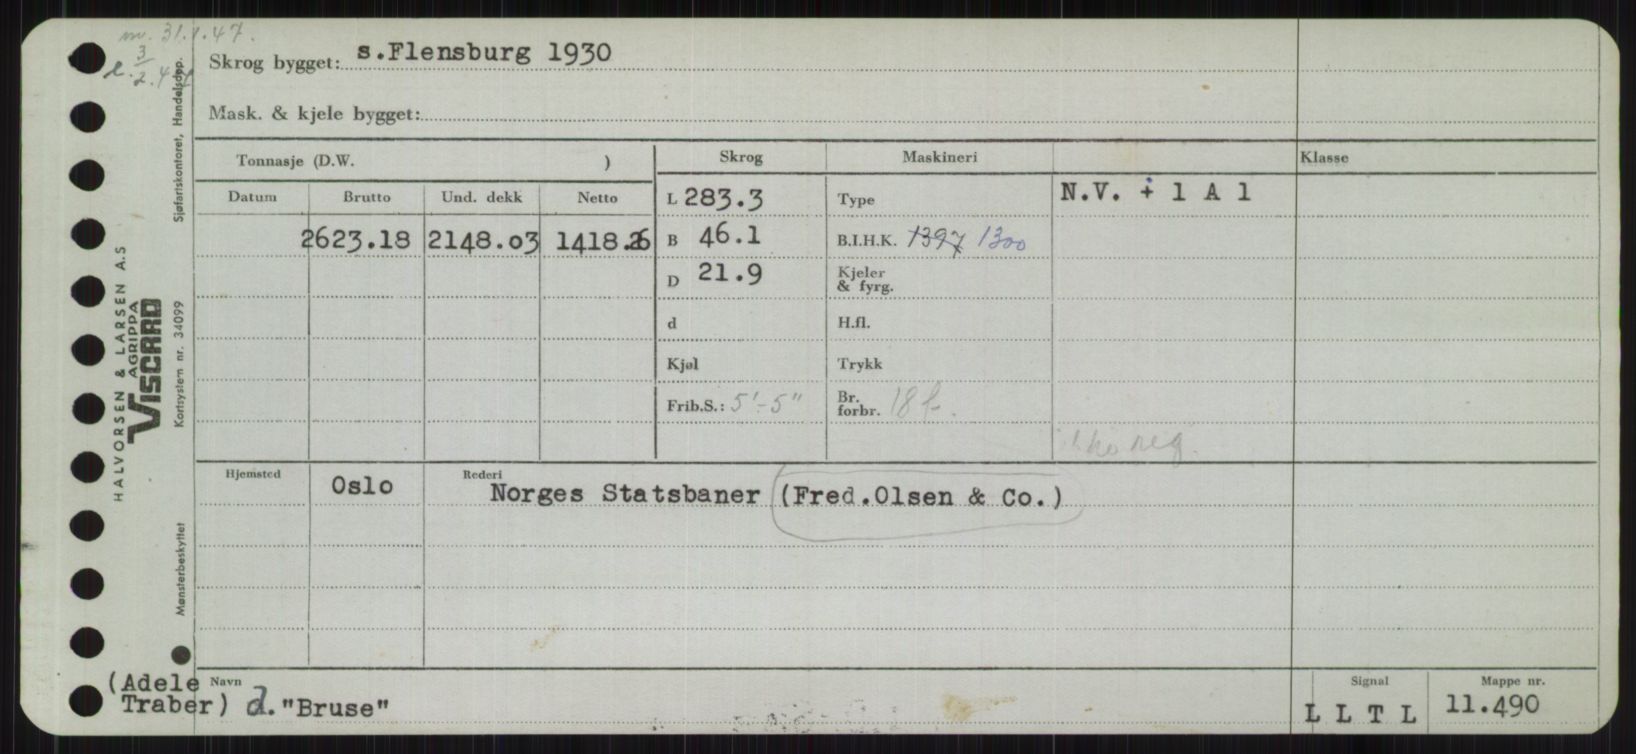 m. 31.1.47.
Skrog bygget: s.Flensburg 1930
Mask. & kjele bygget:
Tonnasje (D.W. )
Skrog
Maskineri
Klasse
Datum
Brutto
Und. dekk
Netto
L 283.3
Type
N.V. + 1 A 1
2623.18
2148.03
1418.26
B 46.1
B.I.H.K. 1397 1300
D 21.9
Kjeler
& fyrg.
d
H.fl.
Kjøl
Trykk
Frib.S.: 5'-5"
Br.
forbr. 18 f.
Hjemsted
Oslo
Rederi
Norges Statsbaner (Fred.Olsen & Co.)
(Adele
Traber)
Navn
d. "Bruse"
Signal
L L T L
Mappe nr.
11.490
HALVORSEN & LARSEN A.S
AGRIPPA
VISCARD
Sjøfartskontoret, Handelsdep.
Kortsystem nr. 34099
Mønsterbeskyttet